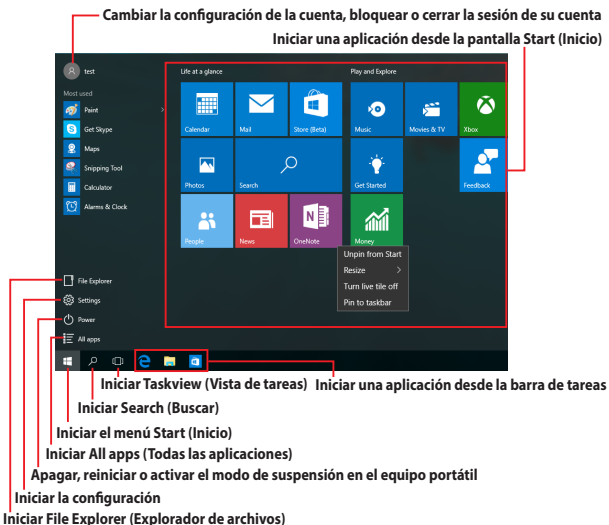 Cambiar la configuración de la cuenta, bloquear o cerrar la sesión de su cuenta
Iniciar una aplicación desde la pantalla Start (Inicio)
test
Life at a glance
Play and Explore
Most used
Paint
Get Skype
Maps
Snipping Tool
Calculator
Alarms & Clock
Calendar
Mail
Store (Beta)
Music
Movies & TV
Xbox
Photos
Search
Get Started
Feedback
People
News
OneNote
Money
Unpin from Start
Resize
Turn live tile off
Pin to taskbar
File Explorer
Settings
Power
All apps
Iniciar Taskview (Vista de tareas)
Iniciar una aplicación desde la barra de tareas
Iniciar Search (Buscar)
Iniciar el menú Start (Inicio)
Iniciar All apps (Todas las aplicaciones)
Apagar, reiniciar o activar el modo de suspensión en el equipo portátil
Iniciar la configuración
Iniciar File Explorer (Explorador de archivos)